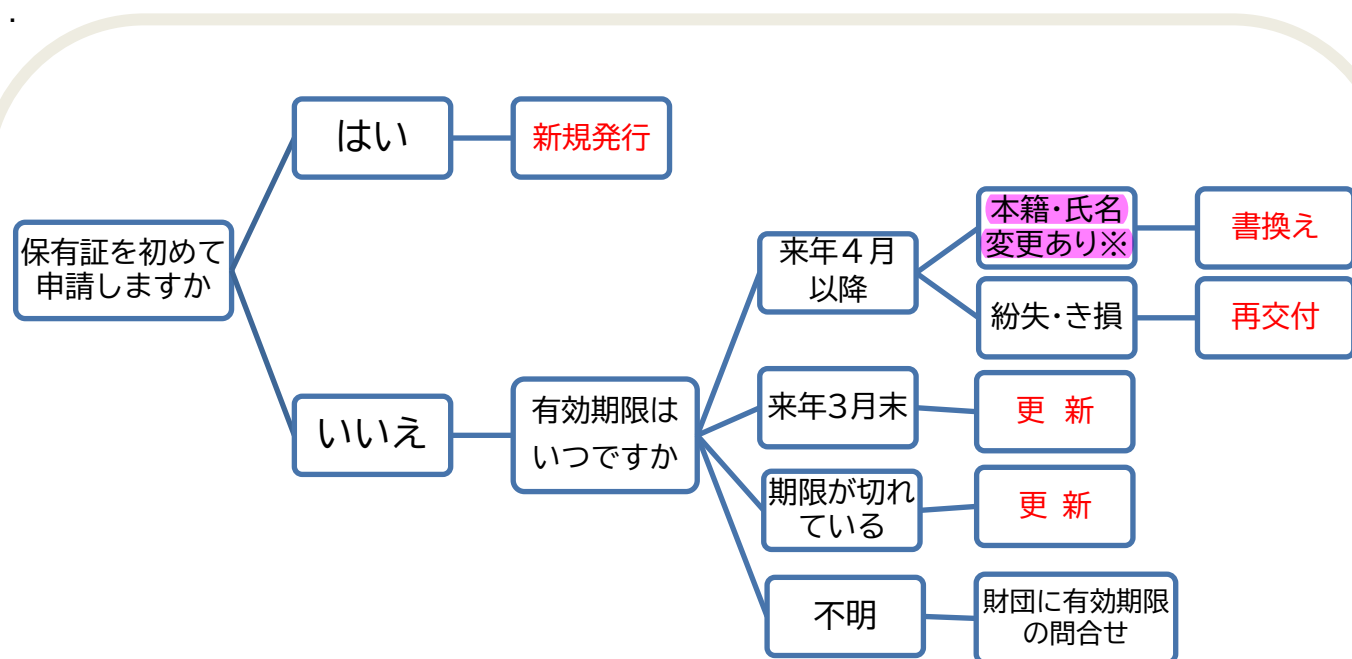 .
はい
新規発行
保有証を初めて
申請しますか
本籍・氏名
変更あり※
書換え
来年４月
以降
紛失・き損
再交付
いいえ
有効期限は
いつですか
来年3月末
更 新
期限が切れ
ている
更 新
不明
財団に有効期限
の問合せ